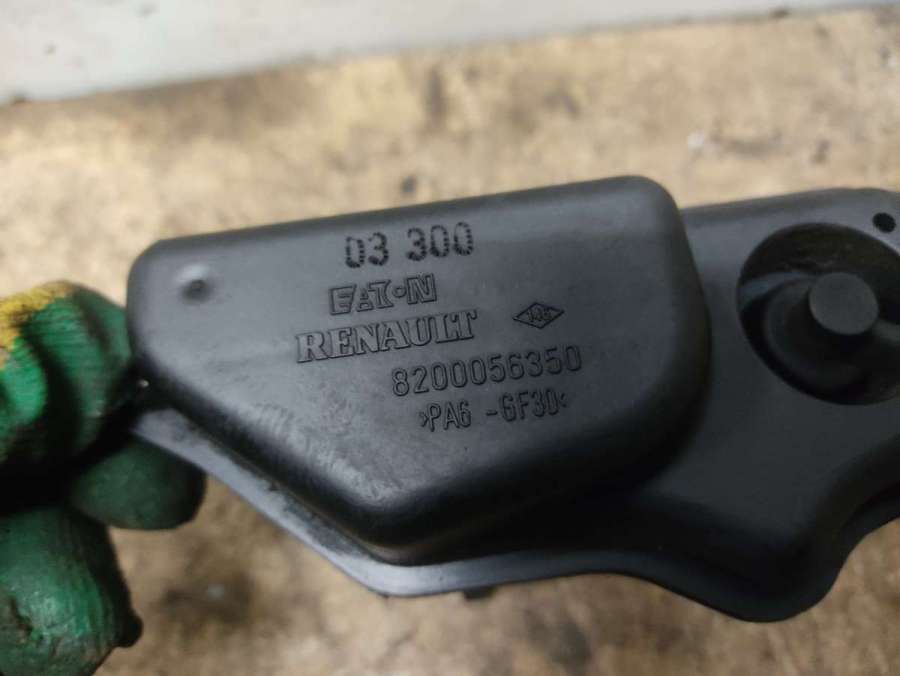 03 300
EATON
RENAULT
8200056350
>PA6 -GF30<